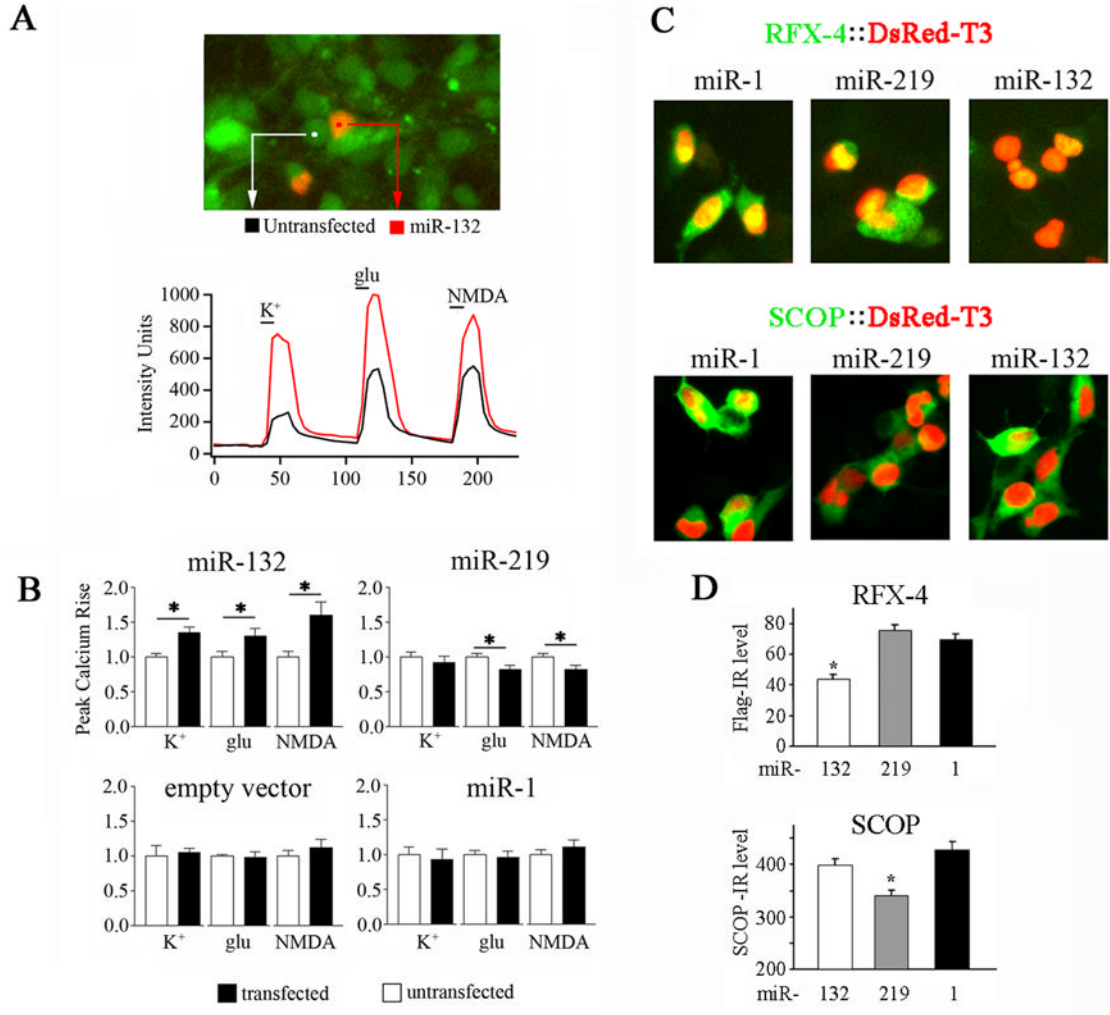 A
Untransfected miR-132
K⁺
glu
NMDA
Intensity Units
1000
800
600
400
200
0
0 50 100 150 200
B
miR-132
miR-219
Peak Calcium Rise
2.0
1.5
1.0
0.5
0.0
* * *
K⁺ glu NMDA
2.0
1.5
1.0
0.5
0.0
* *
K⁺ glu NMDA
empty vector
miR-1
2.0
1.5
1.0
0.5
0.0
K⁺ glu NMDA
2.0
1.5
1.0
0.5
0.0
K⁺ glu NMDA
transfected untransfected
C
RFX-4::DsRed-T3
miR-1 miR-219 miR-132
SCOP::DsRed-T3
miR-1 miR-219 miR-132
D
RFX-4
Flag-IR level
80
60
40
20
0
*
miR- 132 219 1
SCOP
SCOP-IR level
400
300
200
*
miR- 132 219 1